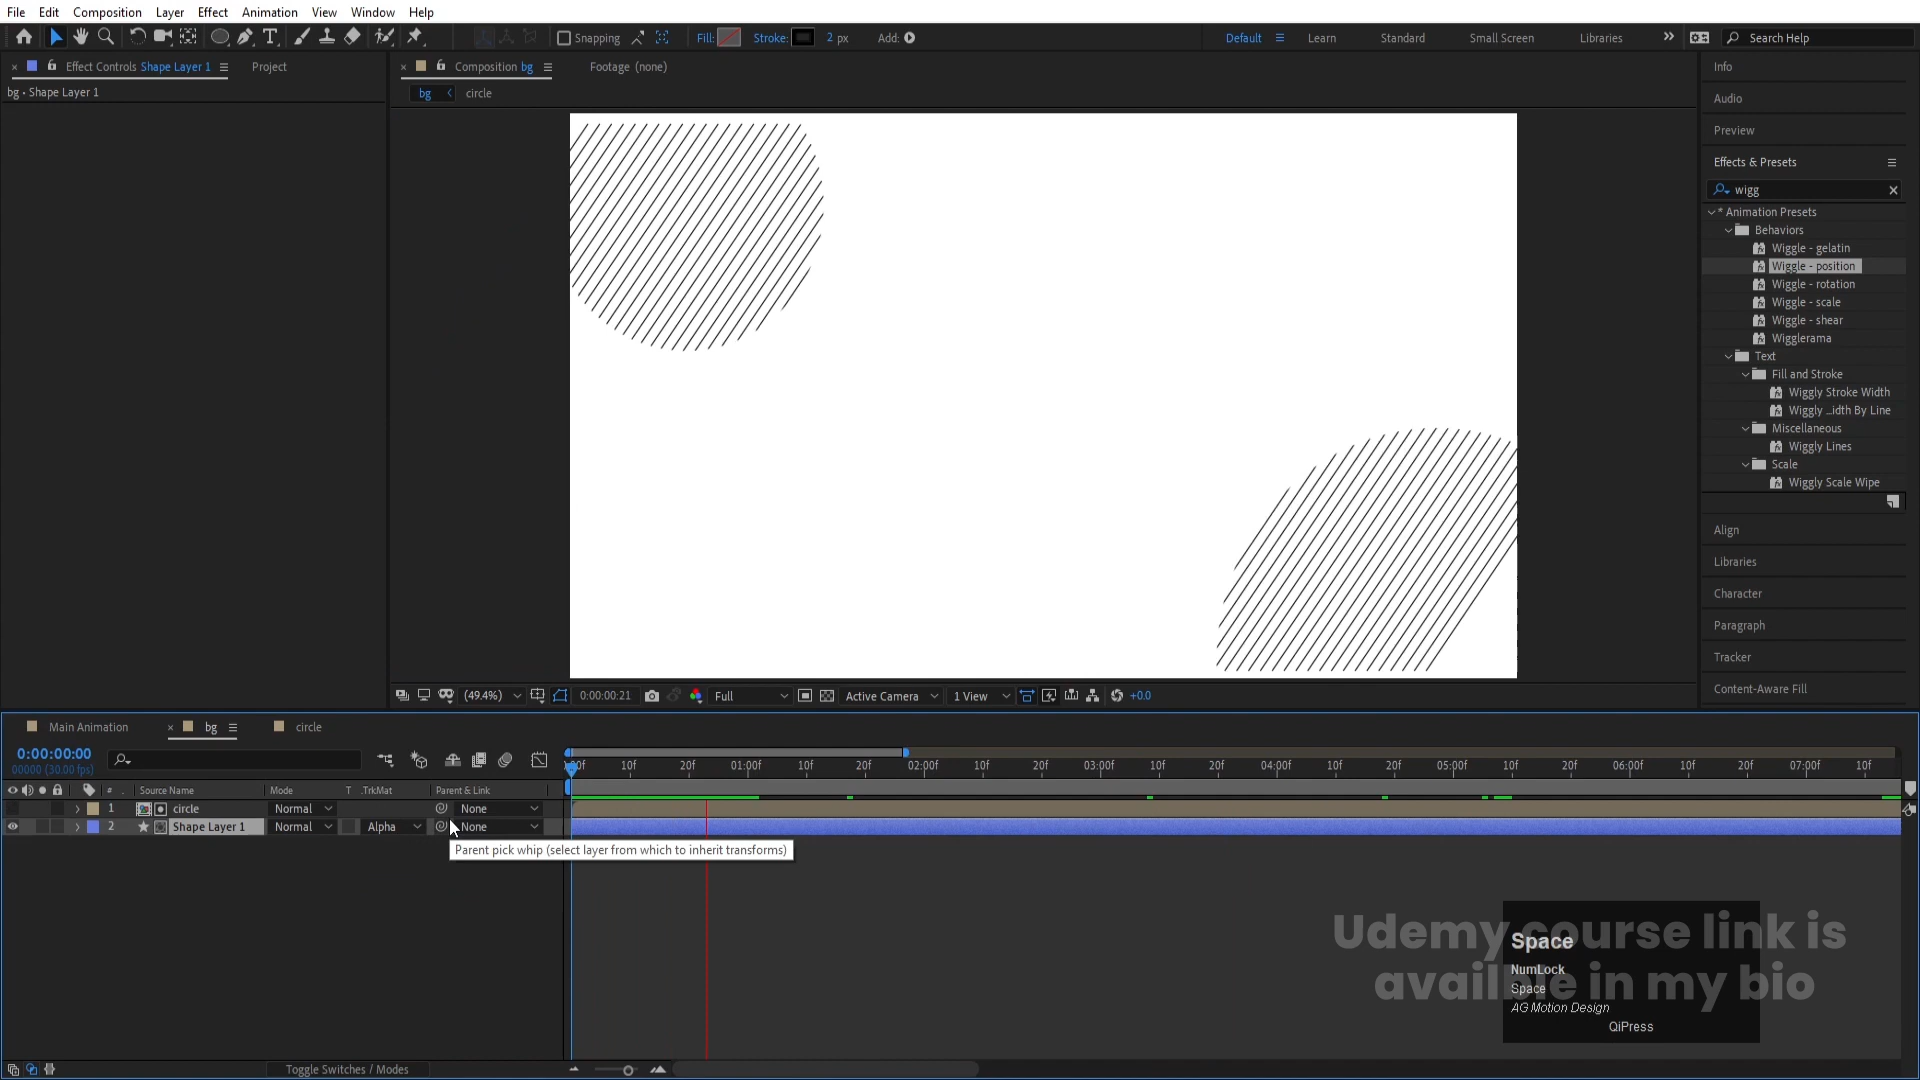 File Edit Composition Layer Effect Animation View Window Help
Snapping Fill: Stroke: 2 px Add: Default Learn Standard Small Screen Libraries Search Help
Effect Controls Shape Layer 1 Project
bg • Shape Layer 1
Composition bg Footage (none)
bg circle
Info
Audio
Preview
Effects & Presets
wigg
* Animation Presets
Behaviors
Wiggle - gelatin
Wiggle - position
Wiggle - rotation
Wiggle - scale
Wiggle - shear
Wigglerama
Text
Fill and Stroke
Wiggly Stroke Width
Wiggly ...idth By Line
Miscellaneous
Wiggly Lines
Scale
Wiggly Scale Wipe
Align
Libraries
Character
Paragraph
Tracker
Content-Aware Fill
(49.4%) 0:00:00:21 Full Active Camera 1 View +0.0
Main Animation bg circle
0:00:00:00
00000 (30.00 fps)
10f 20f 01:00f 10f 20f 02:00f 10f 20f 03:00f 10f 20f 04:00f 10f 20f 05:00f 10f 20f 06:00f 10f 20f 07:00f 10f
# Source Name Mode T .TrkMat Parent & Link
1 circle Normal None
2 Shape Layer 1 Normal Alpha None
Parent pick whip (select layer from which to inherit transforms)
Udemy course link is
availble in my bio
Space
NumLock
Space
AG Motion Design
QiPress
Toggle Switches / Modes